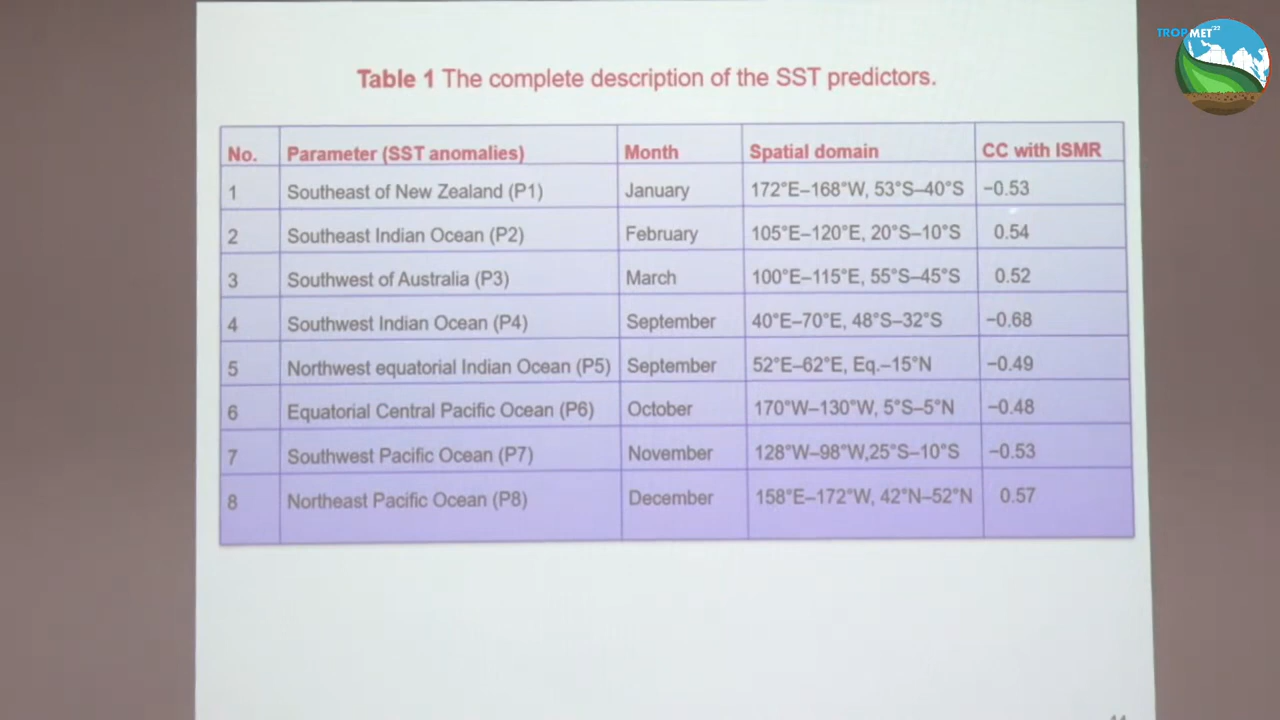 TROPMET'22
Table 1 The complete description of the SST predictors.
No. Parameter (SST anomalies) Month Spatial domain CC with ISMR
1 Southeast of New Zealand (P1) January 172°E–168°W, 53°S–40°S −0.53
2 Southeast Indian Ocean (P2) February 105°E–120°E, 20°S–10°S 0.54
3 Southwest of Australia (P3) March 100°E–115°E, 55°S–45°S 0.52
4 Southwest Indian Ocean (P4) September 40°E–70°E, 48°S–32°S −0.68
5 Northwest equatorial Indian Ocean (P5) September 52°E–62°E, Eq.–15°N −0.49
6 Equatorial Central Pacific Ocean (P6) October 170°W–130°W, 5°S–5°N −0.48
7 Southwest Pacific Ocean (P7) November 128°W–98°W,25°S–10°S −0.53
8 Northeast Pacific Ocean (P8) December 158°E–172°W, 42°N–52°N 0.57